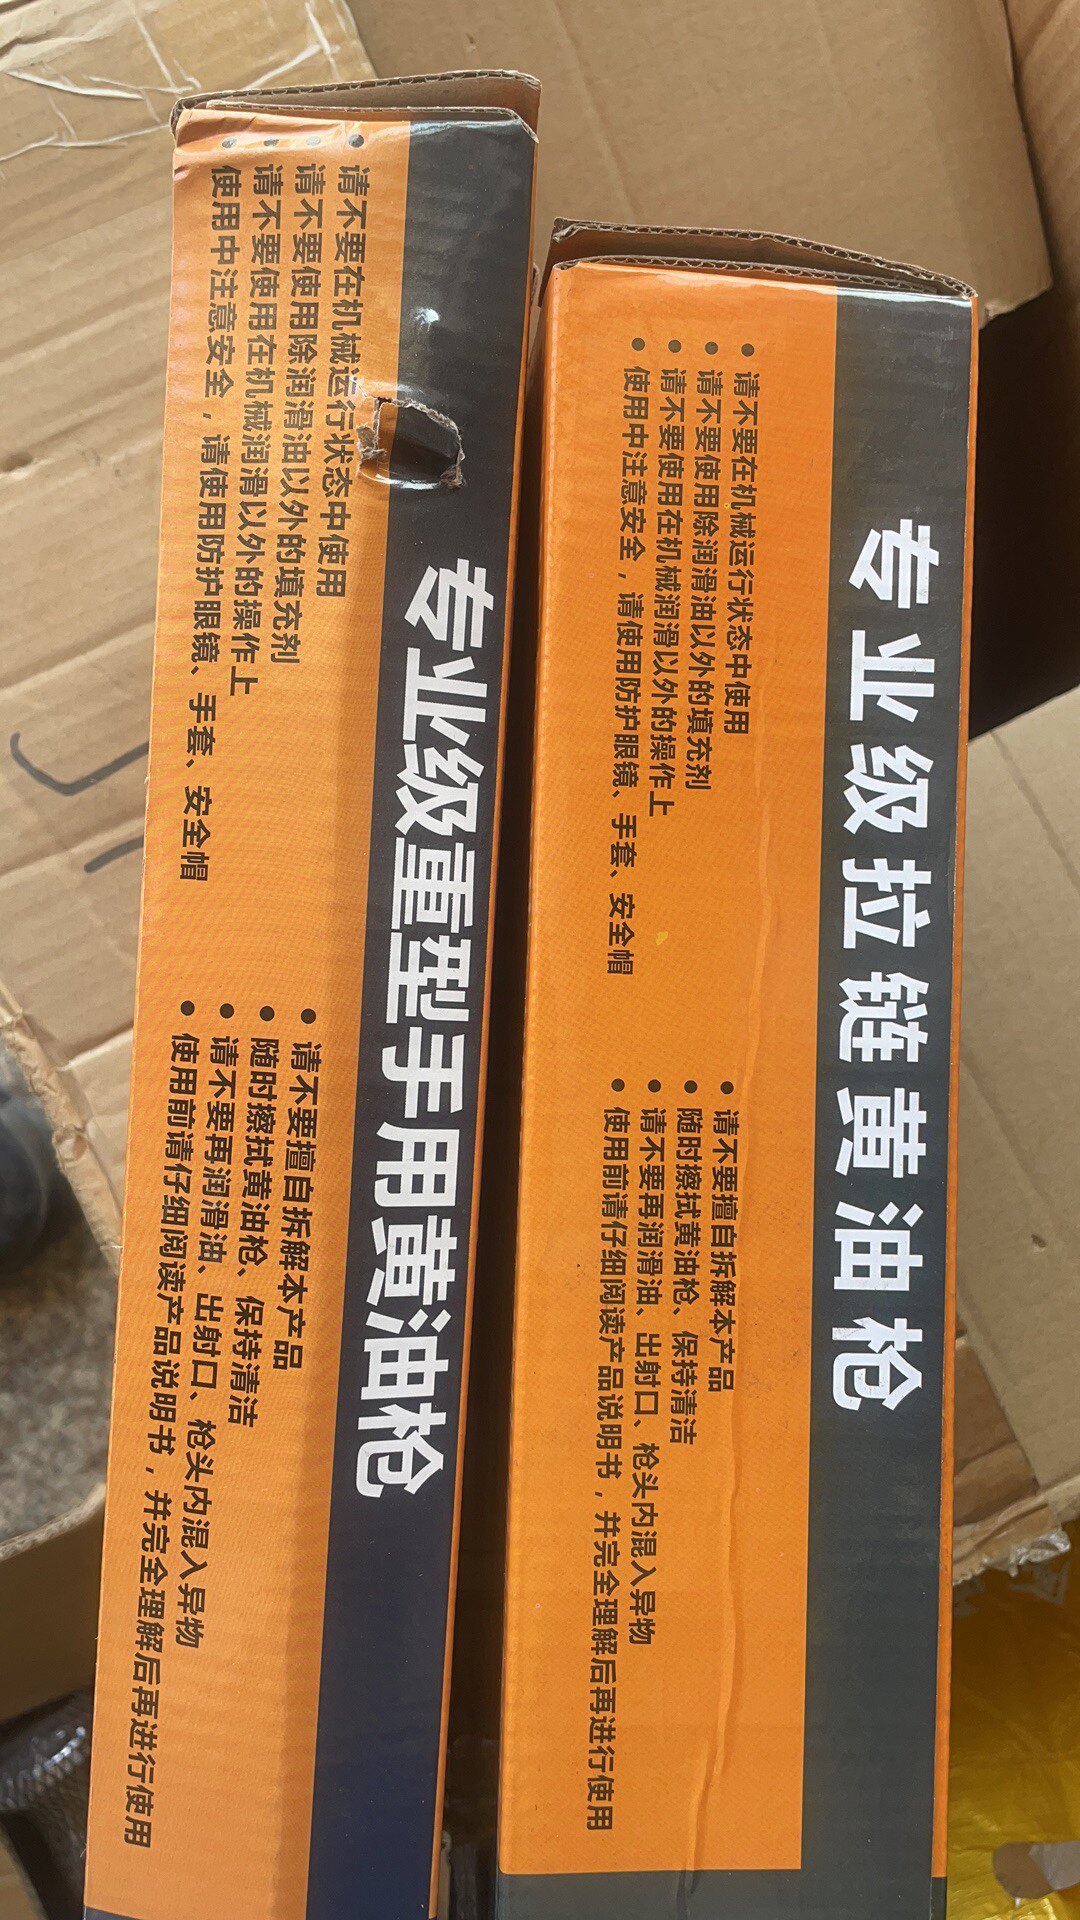 专业级重型手用黄油枪
请不要在机械运行状态中使用
请不要使用除润滑油以外的填充剂
请不要使用在机械润滑以外的操作上
使用中注意安全，请使用防护眼镜、手套、安全帽
请不要擅自拆解本产品
随时擦拭黄油枪、保持清洁
请不要再润滑油、出射口、枪头内混入异物
使用前请仔细阅读产品说明书，并完全理解后再进行使用
专业级拉链黄油枪
请不要在机械运行状态中使用
请不要使用除润滑油以外的填充剂
请不要使用在机械润滑以外的操作上
使用中注意安全，请使用防护眼镜、手套、安全帽
请不要擅自拆解本产品
随时擦拭黄油枪、保持清洁
请不要再润滑油、出射口、枪头内混入异物
使用前请仔细阅读产品说明书，并完全理解后再进行使用